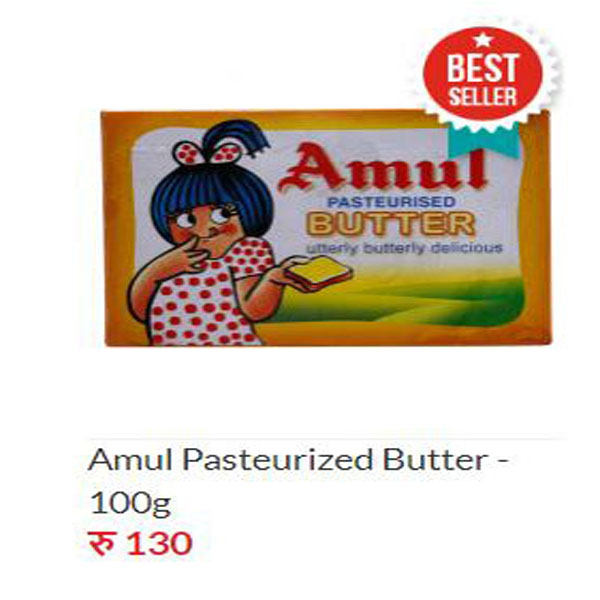 BEST
SELLER
Amul
PASTEURISED
BUTTER
utterly butterly delicious
Amul Pasteurized Butter -
100g
रु 130